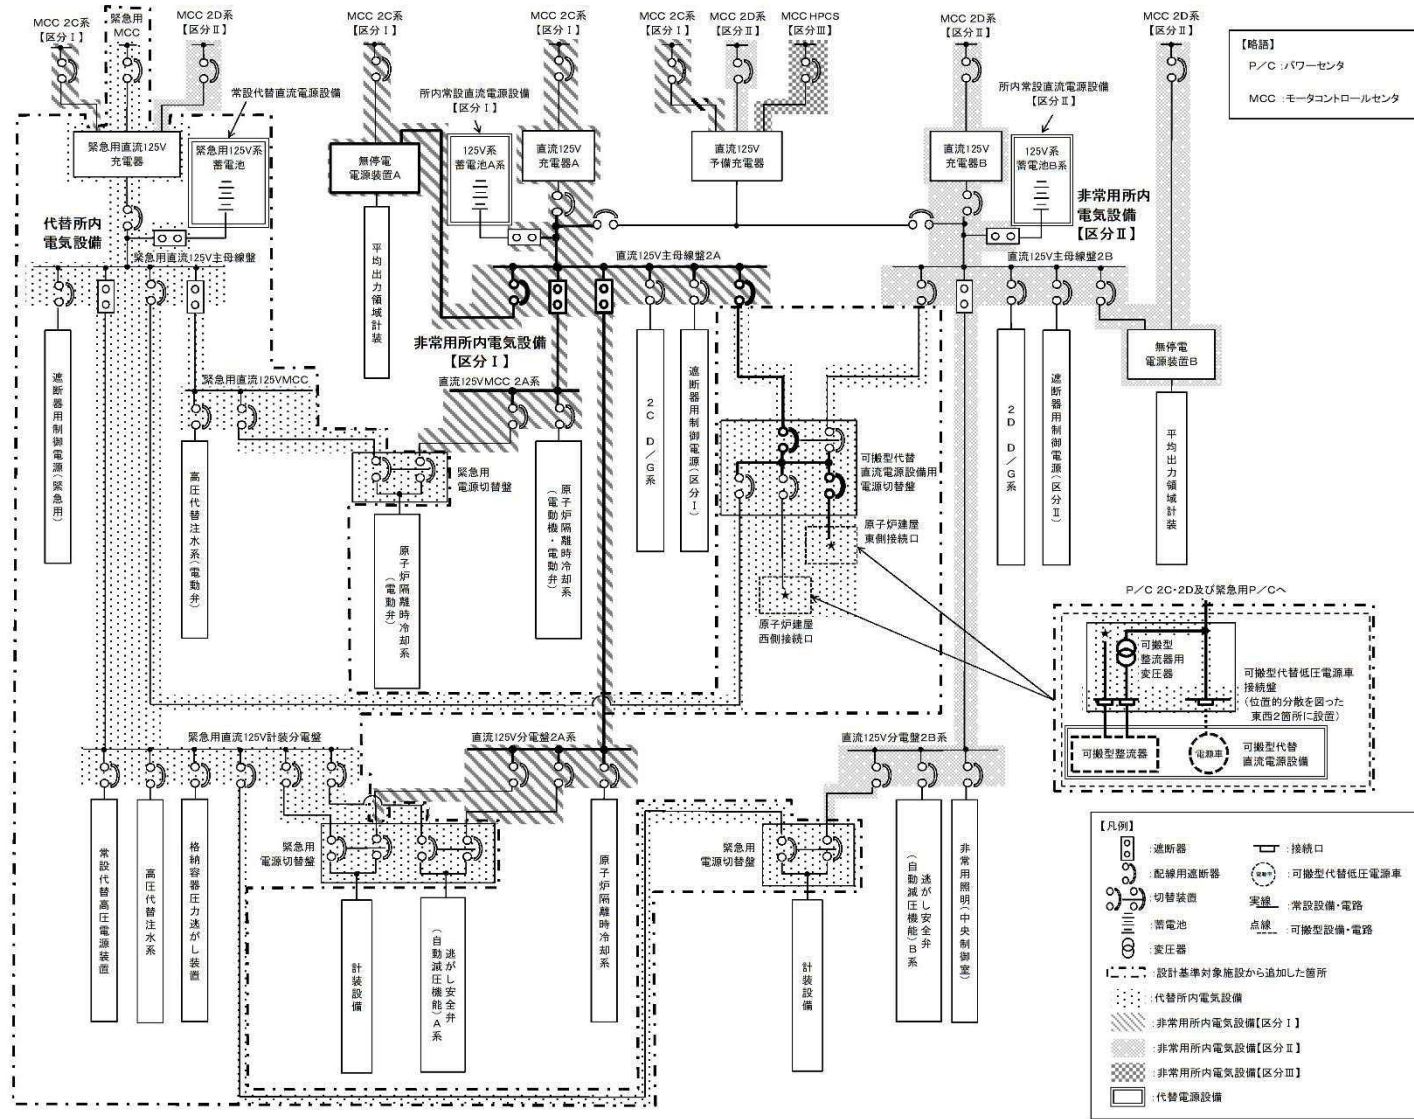 MCC 2C系
【区分Ⅰ】
緊急用
MCC
MCC 2D系
【区分Ⅱ】
MCC 2C系
【区分Ⅰ】
MCC 2C系
【区分Ⅰ】
MCC 2C系
【区分Ⅰ】
MCC 2D系
【区分Ⅱ】
MCC HPCS
【区分Ⅲ】
MCC 2D系
【区分Ⅱ】
MCC 2D系
【区分Ⅱ】
【略語】
P/C :パワーセンタ
MCC :モータコントロールセンタ
常設代替直流電源設備
所内常設直流電源設備
【区分Ⅰ】
所内常設直流電源設備
【区分Ⅱ】
緊急用直流125V
充電器
緊急用125V系
蓄電池
無停電
電源装置A
125V系
蓄電池A系
直流125V
充電器A
直流125V
予備充電器
直流125V
充電器B
125V系
蓄電池B系
代替所内
電気設備
非常用所内
電気設備
【区分Ⅱ】
緊急用直流125V主母線盤
直流125V主母線盤2A
直流125V主母線盤2B
平均出力領域計装
非常用所内電気設備
【区分Ⅰ】
無停電
電源装置B
遮断器用制御電源(緊急用)
緊急用直流125VMCC
直流125VMCC 2A系
2C D/G系
遮断器用制御電源(区分Ⅰ)
2D D/G系
遮断器用制御電源(区分Ⅱ)
平均出力領域計装
高圧代替注水系(電動弁)
緊急用
電源切替盤
原子炉隔離時冷却系
(電動弁)
原子炉隔離時冷却系
(電動機・電動弁)
可搬型代替
直流電源設備用
電源切替盤
原子炉建屋
東側接続口
原子炉建屋
西側接続口
P/C 2C・2D及び緊急用P/Cへ
可搬型
整流器用
変圧器
可搬型代替低圧電源車
接続盤
(位置的分散を図った
東西2箇所に設置)
可搬型整流器
電源車
可搬型代替
直流電源設備
緊急用直流125V計装分電盤
直流125V分電盤2A系
直流125V分電盤2B系
常設代替高圧電源装置
高圧代替注水系
格納容器圧力逃がし装置
緊急用
電源切替盤
計装設備
逃がし安全弁
(自動減圧機能)A系
原子炉隔離時冷却系
緊急用
電源切替盤
計装設備
逃がし安全弁
(自動減圧機能)B系
非常用照明(中央制御室)
【凡例】
:遮断器
:接続口
:配線用遮断器
電源車
:可搬型代替低圧電源車
:切替装置
実線
:常設設備・電路
:蓄電池
点線
:可搬型設備・電路
:変圧器
:設計基準対象施設から追加した箇所
:代替所内電気設備
:非常用所内電気設備【区分Ⅰ】
:非常用所内電気設備【区分Ⅱ】
:非常用所内電気設備【区分Ⅲ】
:代替電源設備